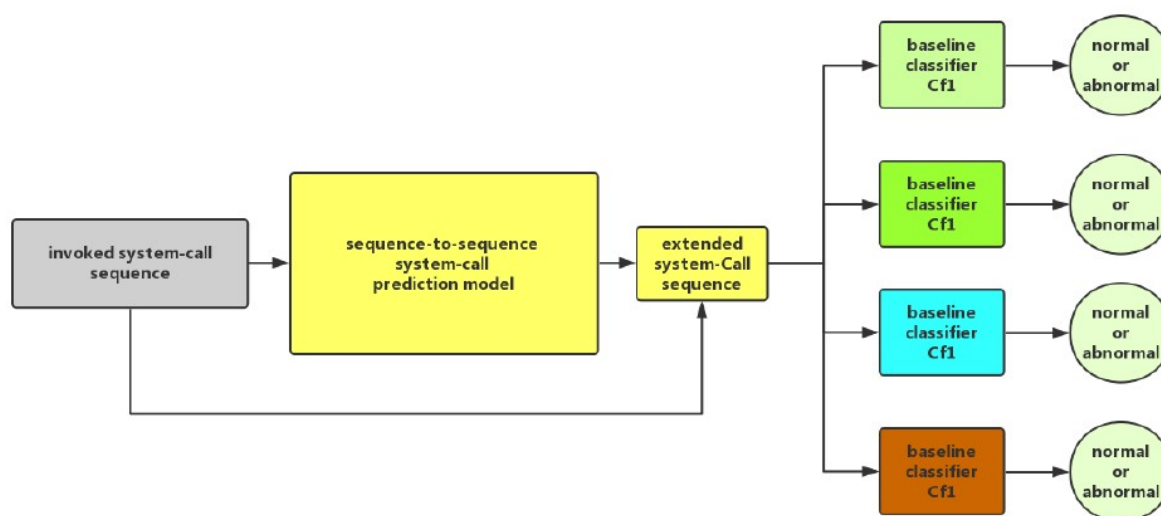 invoked system-call
sequence
sequence-to-sequence
system-call
prediction model
extended
system-Call
sequence
baseline
classifier
Cf1
normal
or
abnormal
baseline
classifier
Cf1
normal
or
abnormal
baseline
classifier
Cf1
normal
or
abnormal
baseline
classifier
Cf1
normal
or
abnormal